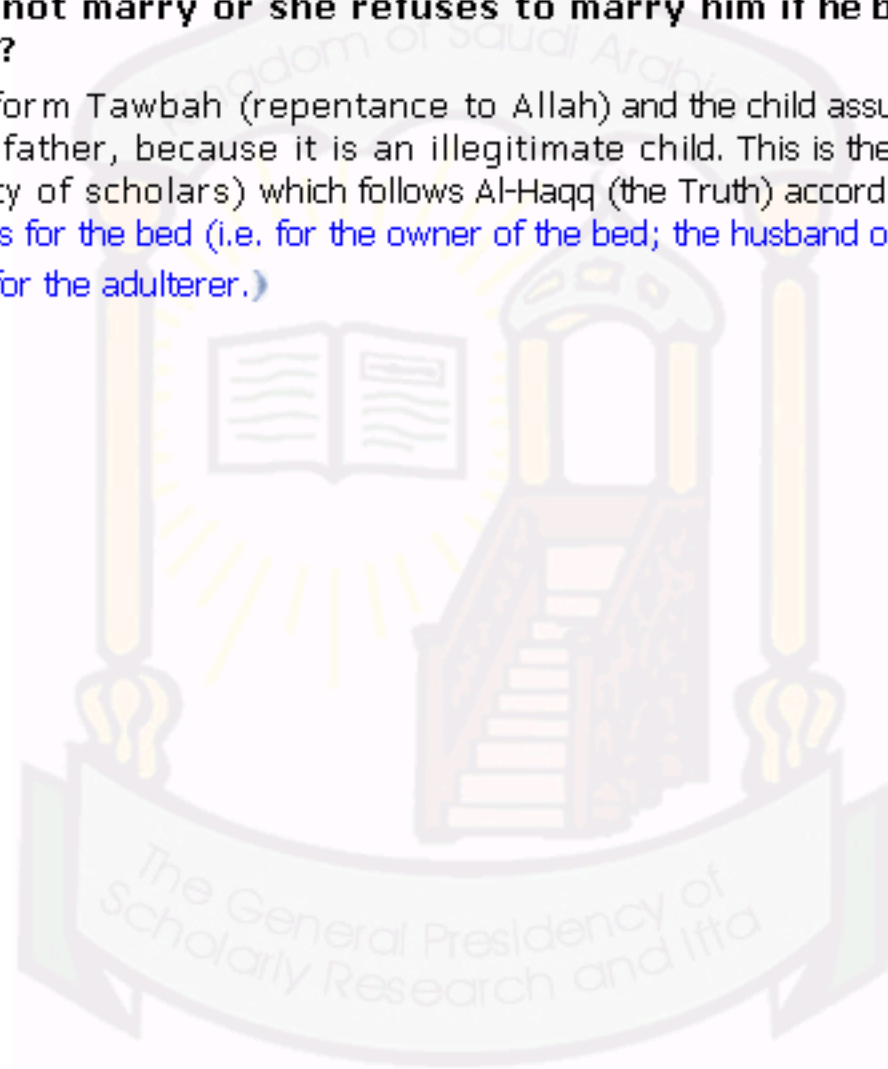 not marry or she refuses to marry him if he b
?
form Tawbah (repentance to Allah) and the child assu
father, because it is an illegitimate child. This is the
ty of scholars) which follows Al-Haqq (the Truth) accord
s for the bed (i.e. for the owner of the bed; the husband o
for the adulterer.)
Kingdom of Saudi Arabia
The General Presidency of
Scholarly Research and Ifta